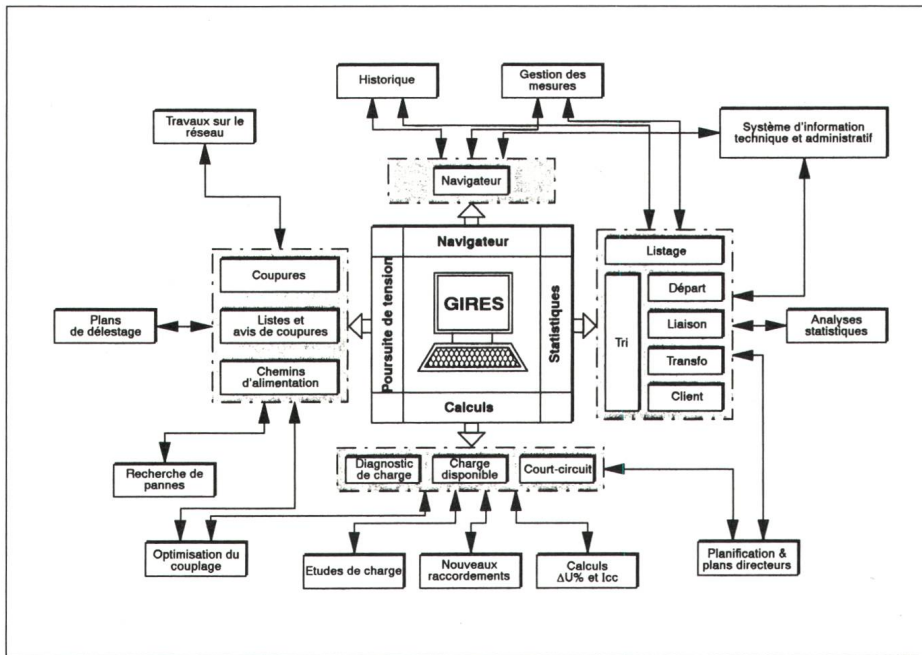 Historique
Gestion des
mesures
Travaux sur le
réseau
Système d'information
technique et administratif
Navigateur
Navigateur
Listage
Coupures
Départ
Poursuite de tension
GIRES
Statistiques
Tri
Plans
de délestage
Listes et
avis de coupures
Liaison
Analyses
statistiques
Transfo
Chemins
d'alimentation
Client
Calculs
Diagnostic
de charge
Charge
disponible
Court-circuit
Recherche de
pannes
Optimisation du
couplage
Etudes de charge
Nouveaux
raccordements
Calculs
ΔU% et Icc
Planification &
plans directeurs